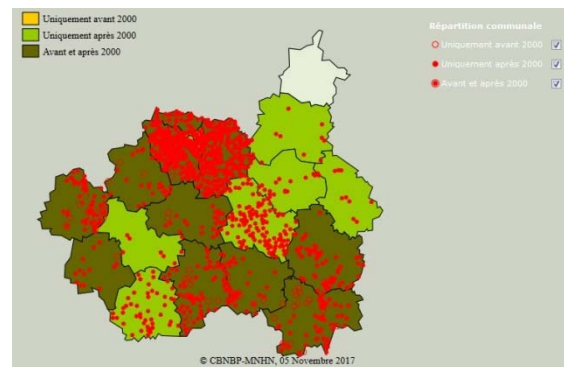 Uniquement avant 2000
Uniquement après 2000
Avant et après 2000
Répartition communale
Uniquement avant 2000
Uniquement après 2000
Avant et après 2000
© CBNBP-MNHN, 05 Novembre 2017